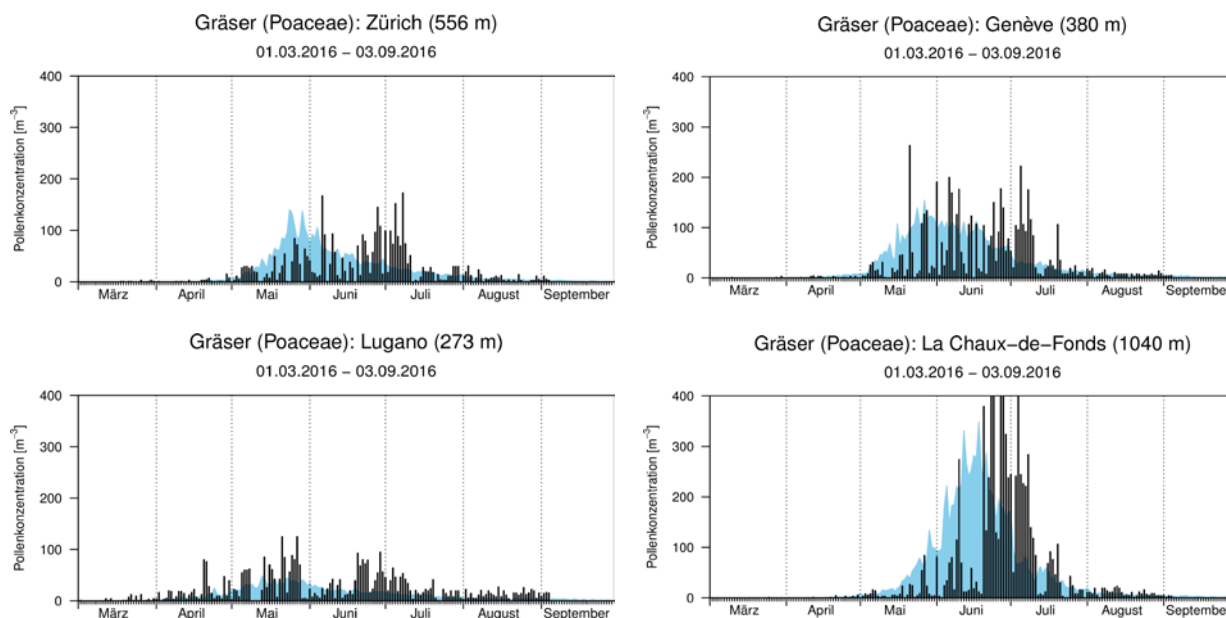 Gräser (Poaceae): Zürich (556 m)
01.03.2016 – 03.09.2016
Pollenkonzentration [m⁻³]
400
300
200
100
0
März April Mai Juni Juli August September
Gräser (Poaceae): Genève (380 m)
01.03.2016 – 03.09.2016
Pollenkonzentration [m⁻³]
400
300
200
100
0
März April Mai Juni Juli August September
Gräser (Poaceae): Lugano (273 m)
01.03.2016 – 03.09.2016
Pollenkonzentration [m⁻³]
400
300
200
100
0
März April Mai Juni Juli August September
Gräser (Poaceae): La Chaux−de−Fonds (1040 m)
01.03.2016 – 03.09.2016
Pollenkonzentration [m⁻³]
400
300
200
100
0
März April Mai Juni Juli August September